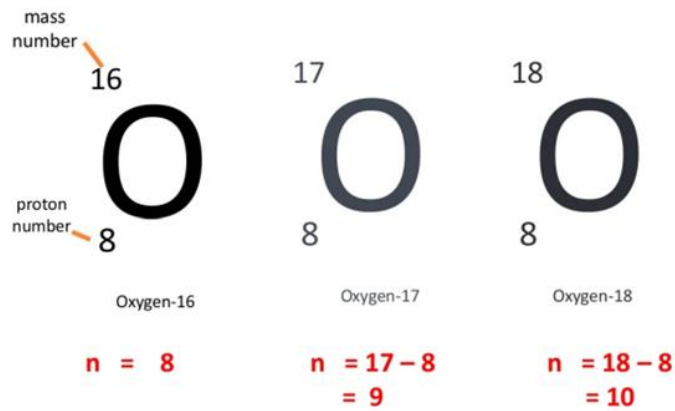 mass
number
16
O
8
proton
number
Oxygen-16
n = 8
17
O
8
Oxygen-17
n = 17 – 8
= 9
18
O
8
Oxygen-18
n = 18 – 8
= 10